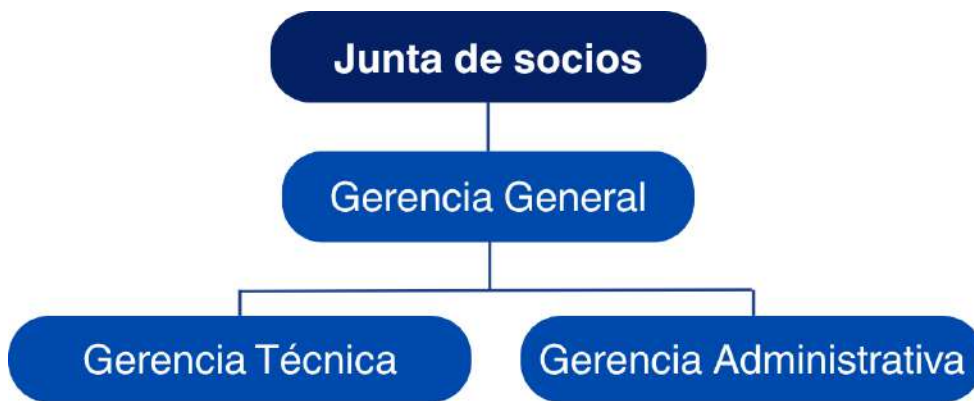 Junta de socios
Gerencia General
Gerencia Técnica
Gerencia Administrativa